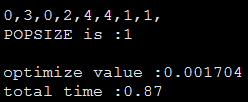 0,3,0,2,4,4,1,1,
POPSIZE is :1
optimize value :0.001704
total time :0.87